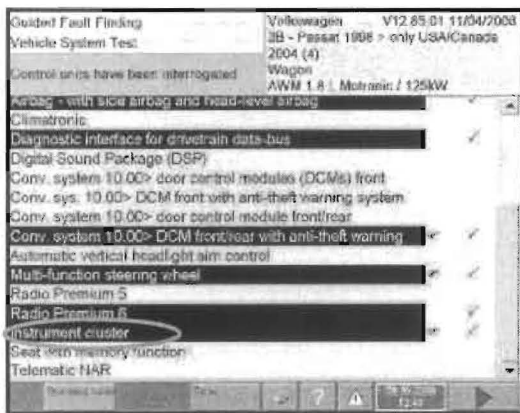 Guided Fault Finding
Vehicle System Test
Control units have been interrogated
Volkswagen V12.85.01 11/04/2008
3B - Passat 1998 > only USA/Canada
2004 (4)
Wagon
AWM 1.8 L Motronic / 125kW
Airbag - with side airbag and head-level airbag
Climatronic
Diagnostic interface for drivetrain data-bus
Digital Sound Package (DSP)
Conv. system 10.00> door control modules (DCMs) front
Conv. sys. 10.00> DCM front with anti-theft warning system
Conv. system 10.00> door control module front/rear
Conv. system 10.00> DCM front/rear with anti-theft warning
Automatic vertical headlight aim control
Multi-function steering wheel
Radio Premium 5
Radio Premium 6
Instrument cluster
Seat with memory function
Telematic NAR